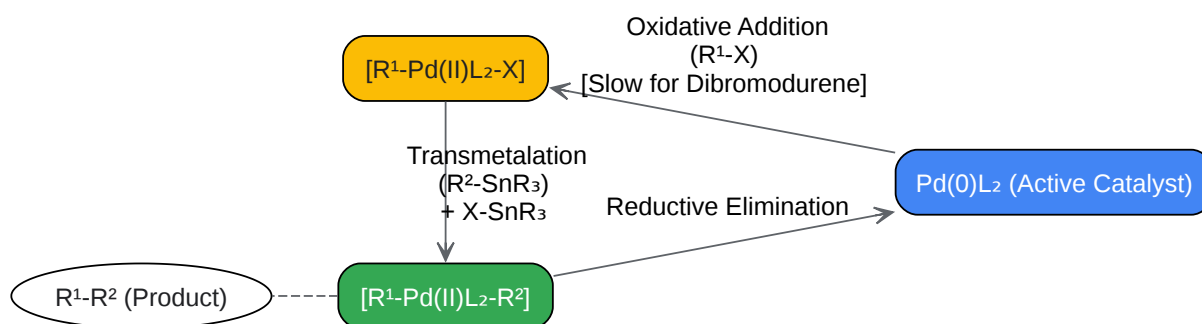 Oxidative Addition
(R¹-X)
[Slow for Dibromodurene]
[R¹-Pd(II)L₂-X]
Transmetalation
(R²-SnR₃)
+ X-SnR₃
Pd(0)L₂ (Active Catalyst)
Reductive Elimination
R¹-R² (Product)
[R¹-Pd(II)L₂-R²]